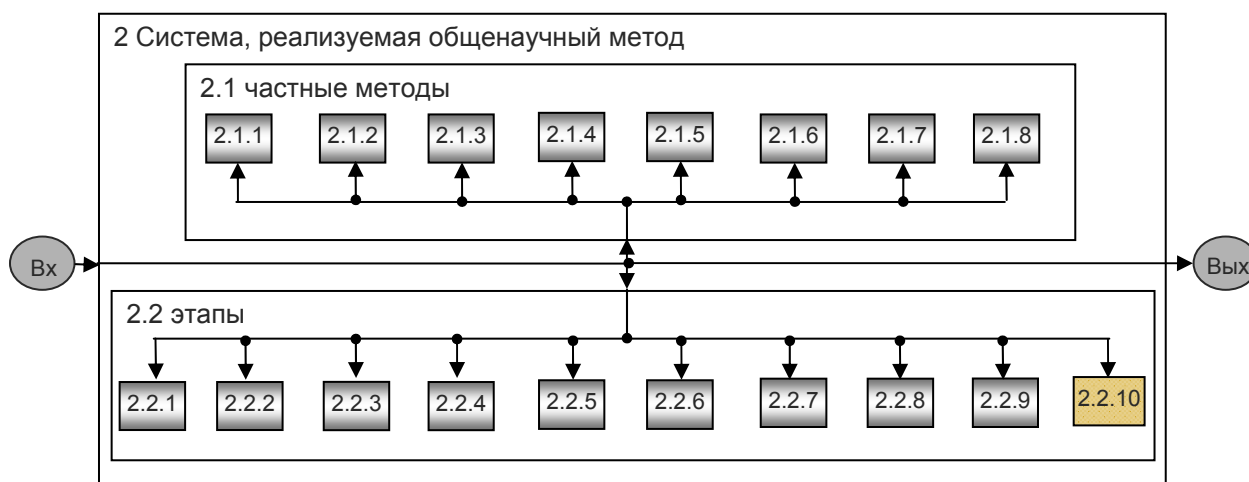 2 Система, реализуемая общенаучный метод
2.1 частные методы
2.1.1 2.1.2 2.1.3 2.1.4 2.1.5 2.1.6 2.1.7 2.1.8
Вх Вых
2.2 этапы
2.2.1 2.2.2 2.2.3 2.2.4 2.2.5 2.2.6 2.2.7 2.2.8 2.2.9 2.2.10